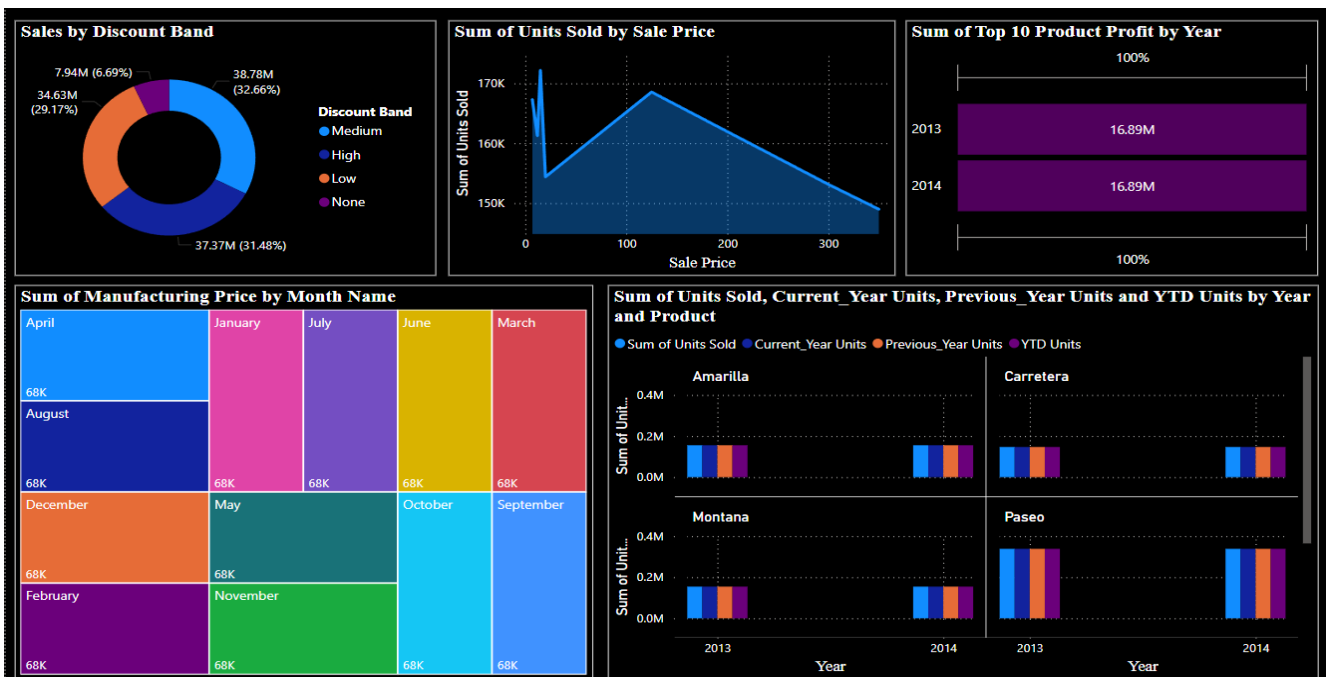 Sales by Discount Band
7.94M (6.69%)
38.78M
(32.66%)
34.63M
(29.17%)
37.37M (31.48%)
Discount Band
Medium
High
Low
None
Sum of Units Sold by Sale Price
Sum of Units Sold
170K
160K
150K
0
100
200
300
Sale Price
Sum of Top 10 Product Profit by Year
100%
2013
16.89M
2014
16.89M
100%
Sum of Manufacturing Price by Month Name
April
68K
August
68K
December
68K
February
68K
January
68K
July
68K
May
68K
November
68K
June
68K
March
68K
October
68K
September
68K
Sum of Units Sold, Current_Year Units, Previous_Year Units and YTD Units by Year
and Product
Sum of Units Sold
Current_Year Units
Previous_Year Units
YTD Units
Amarilla
Carretera
Sum of Unit...
0.4M
0.2M
0.0M
Montana
Paseo
Sum of Unit...
0.4M
0.2M
0.0M
2013
2014
2013
2014
Year
Year